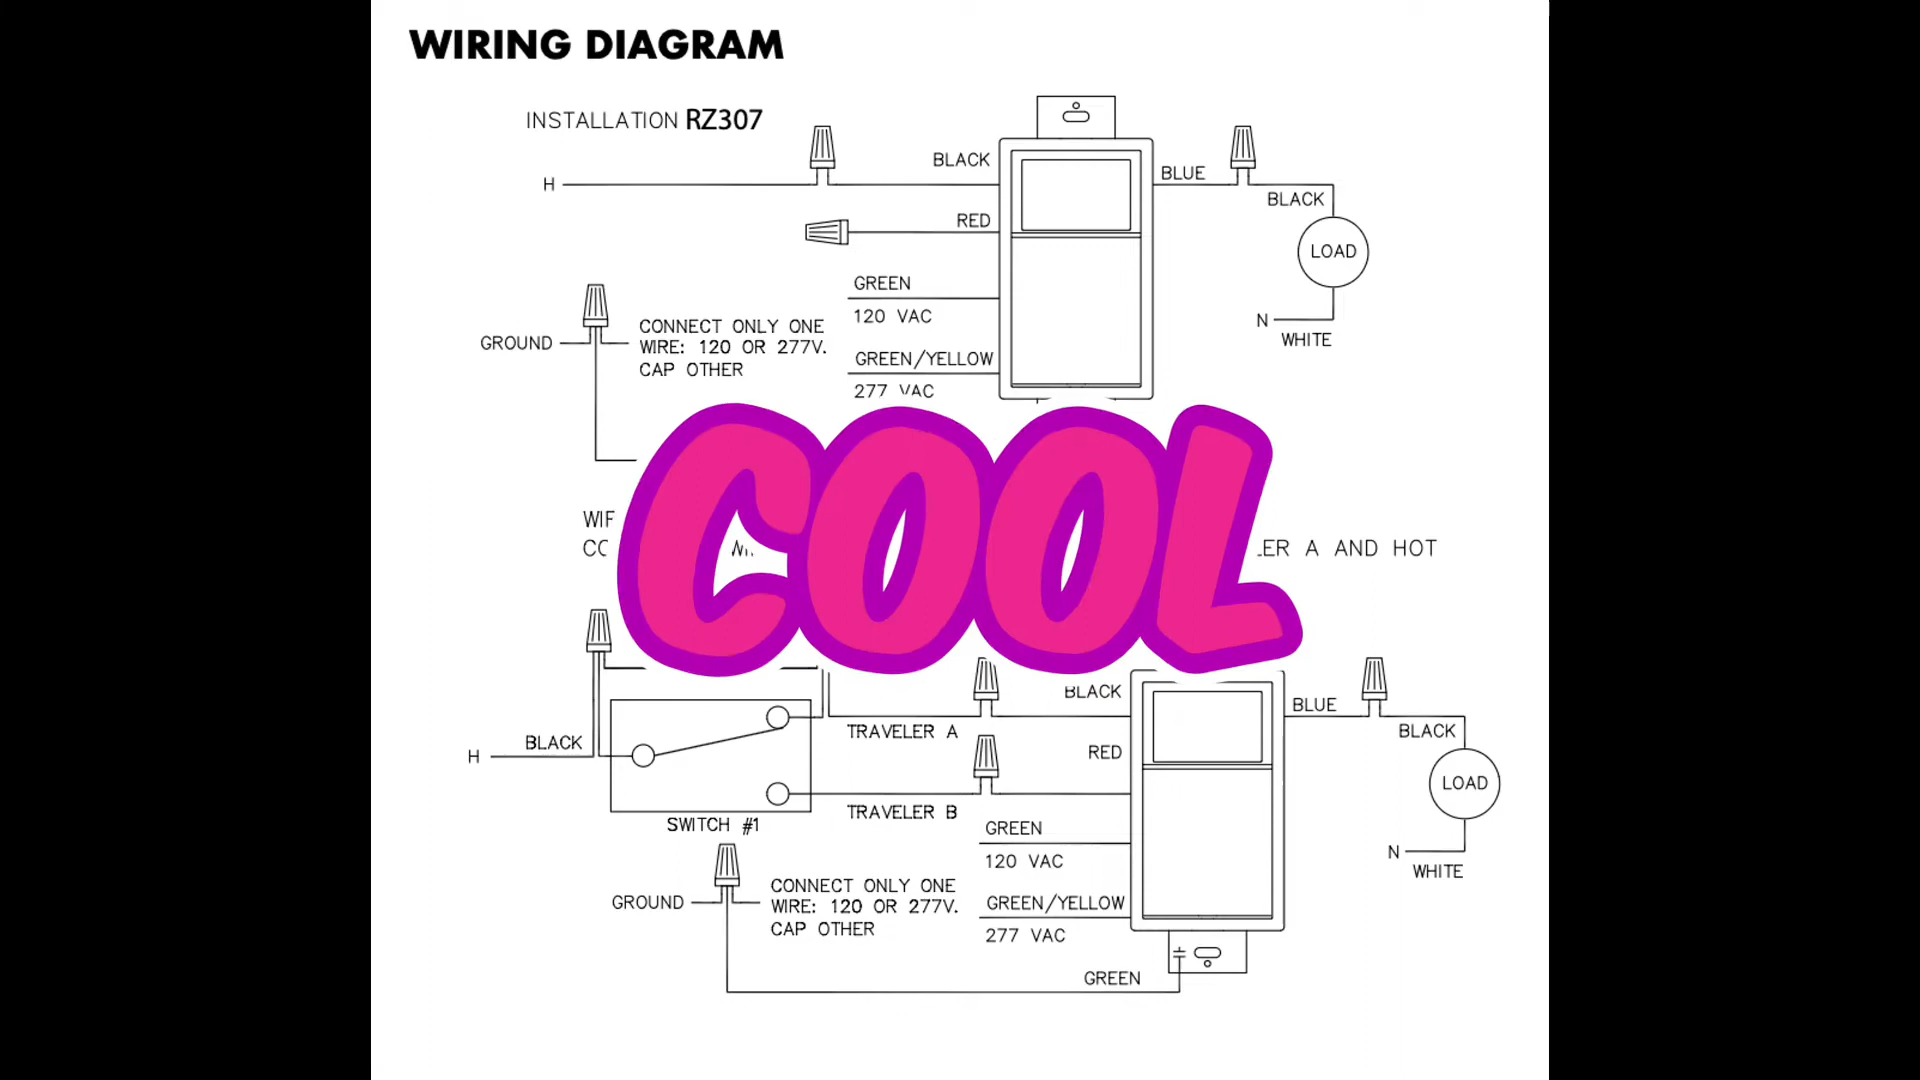 WIRING DIAGRAM
INSTALLATION RZ307
BLACK
BLUE
H
BLACK
RED
LOAD
GREEN
120 VAC
N
WHITE
GROUND
CONNECT ONLY ONE
WIRE: 120 OR 277V.
CAP OTHER
GREEN/YELLOW
277 VAC
COOL
A AND HOT
BLACK
BLUE
TRAVELER A
BLACK
H
BLACK
RED
LOAD
TRAVELER B
SWITCH #1
GREEN
120 VAC
N
WHITE
GROUND
CONNECT ONLY ONE
WIRE: 120 OR 277V.
CAP OTHER
GREEN/YELLOW
277 VAC
GREEN